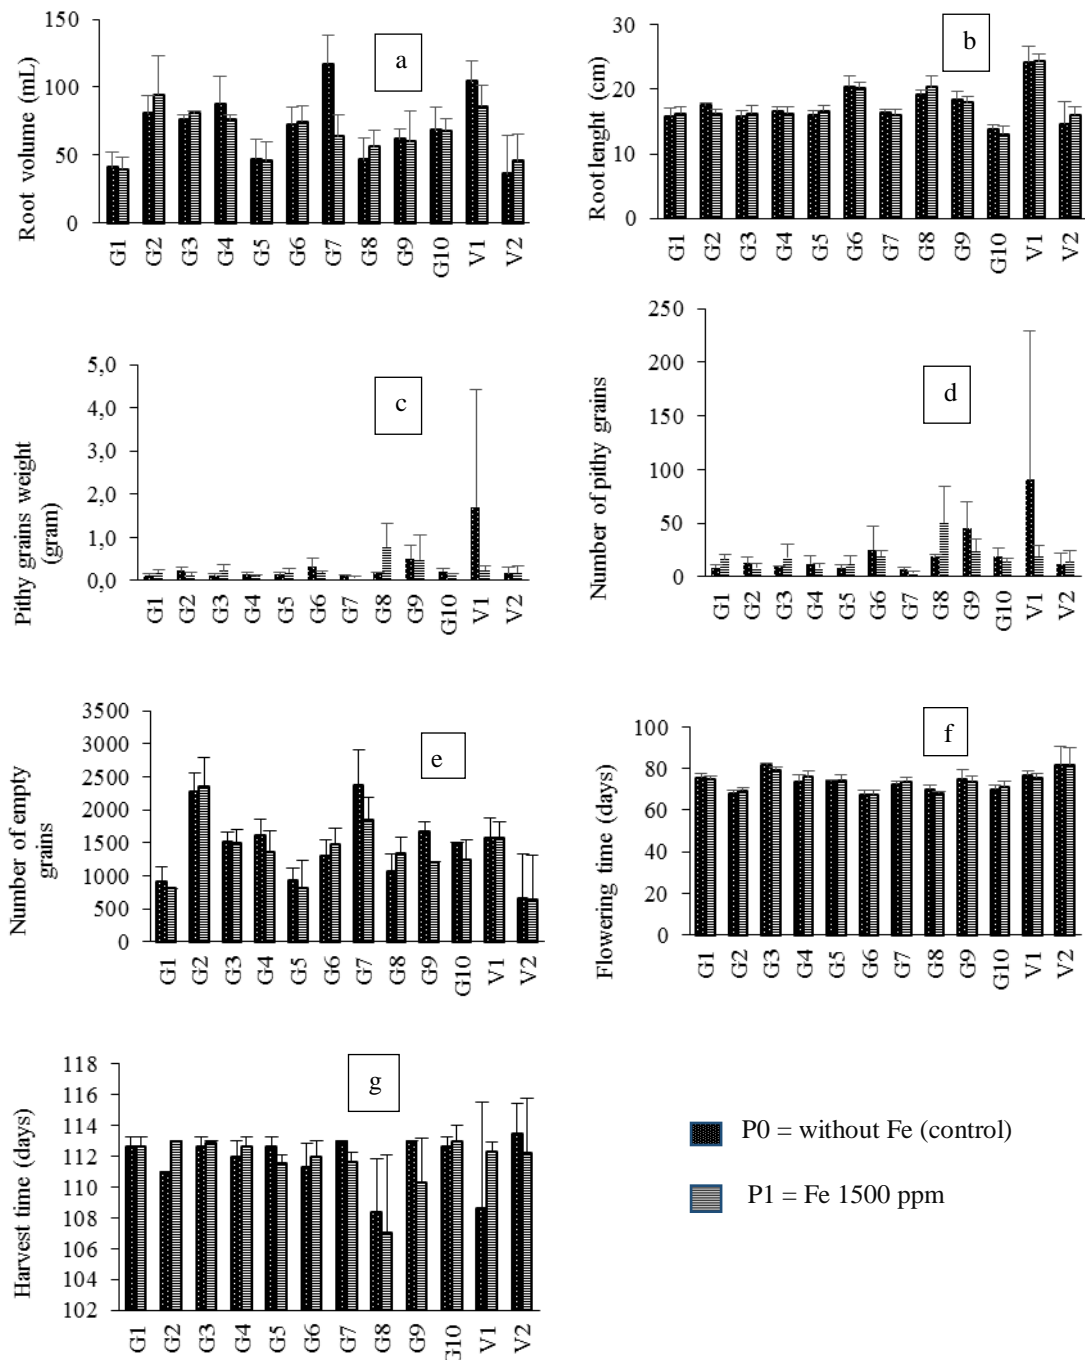 Root volume (mL)
150
100
50
0
a
G1 G2 G3 G4 G5 G6 G7 G8 G9 G10 V1 V2
Root lenght (cm)
30
20
10
0
b
G1 G2 G3 G4 G5 G6 G7 G8 G9 G10 V1 V2
Pithy grains weight
(gram)
5,0
4,0
3,0
2,0
1,0
0,0
c
G1 G2 G3 G4 G5 G6 G7 G8 G9 G10 V1 V2
Number of pithy grains
250
200
150
100
50
0
d
G1 G2 G3 G4 G5 G6 G7 G8 G9 G10 V1 V2
Number of empty
grains
3500
3000
2500
2000
1500
1000
500
0
e
G1 G2 G3 G4 G5 G6 G7 G8 G9 G10 V1 V2
Flowering time (days)
100
80
60
40
20
0
f
G1 G2 G3 G4 G5 G6 G7 G8 G9 G10 V1 V2
Harvest time (days)
118
116
114
112
110
108
106
104
102
g
G1 G2 G3 G4 G5 G6 G7 G8 G9 G10 V1 V2
P0 = without Fe (control)
P1 = Fe 1500 ppm